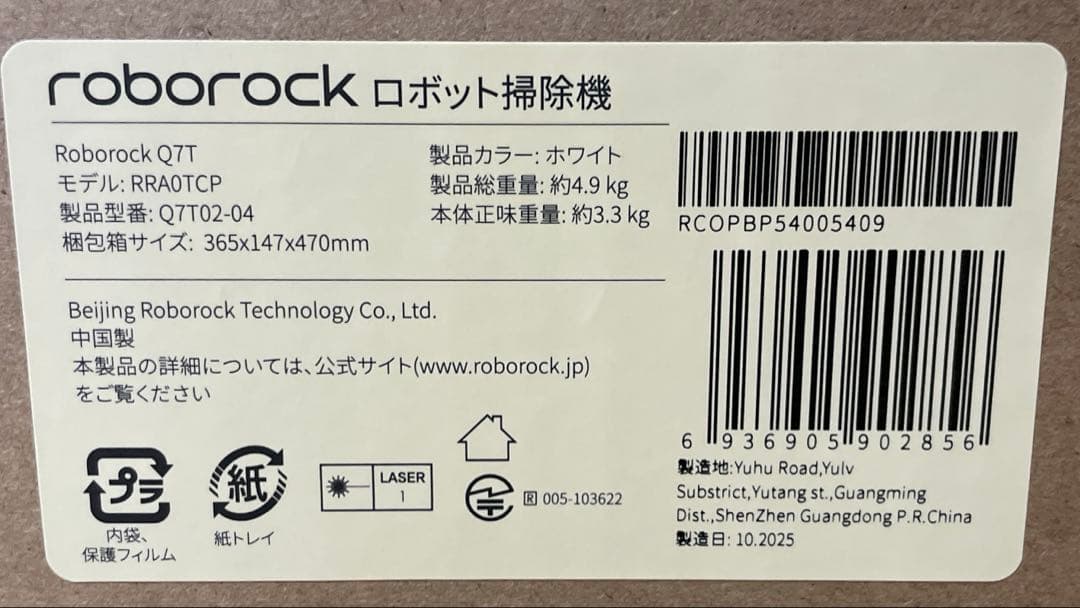 roborock ロボット掃除機
Roborock Q7T
モデル: RRA0TCP
製品型番: Q7T02-04
梱包箱サイズ: 365x147x470mm
製品カラー: ホワイト
製品総重量: 約4.9 kg
本体正味重量: 約3.3 kg
RCOPBP54005409
Beijing Roborock Technology Co., Ltd.
中国製
本製品の詳細については、公式サイト(www.roborock.jp)
をご覧ください
6 936905 902856
製造地:Yuhu Road,Yulv
Substrict,Yutang st.,Guangming
Dist.,ShenZhen Guangdong P.R.China
製造日: 10.2025
プラ
内袋、
保護フィルム
紙
紙トレイ
LASER
1
R 005-103622